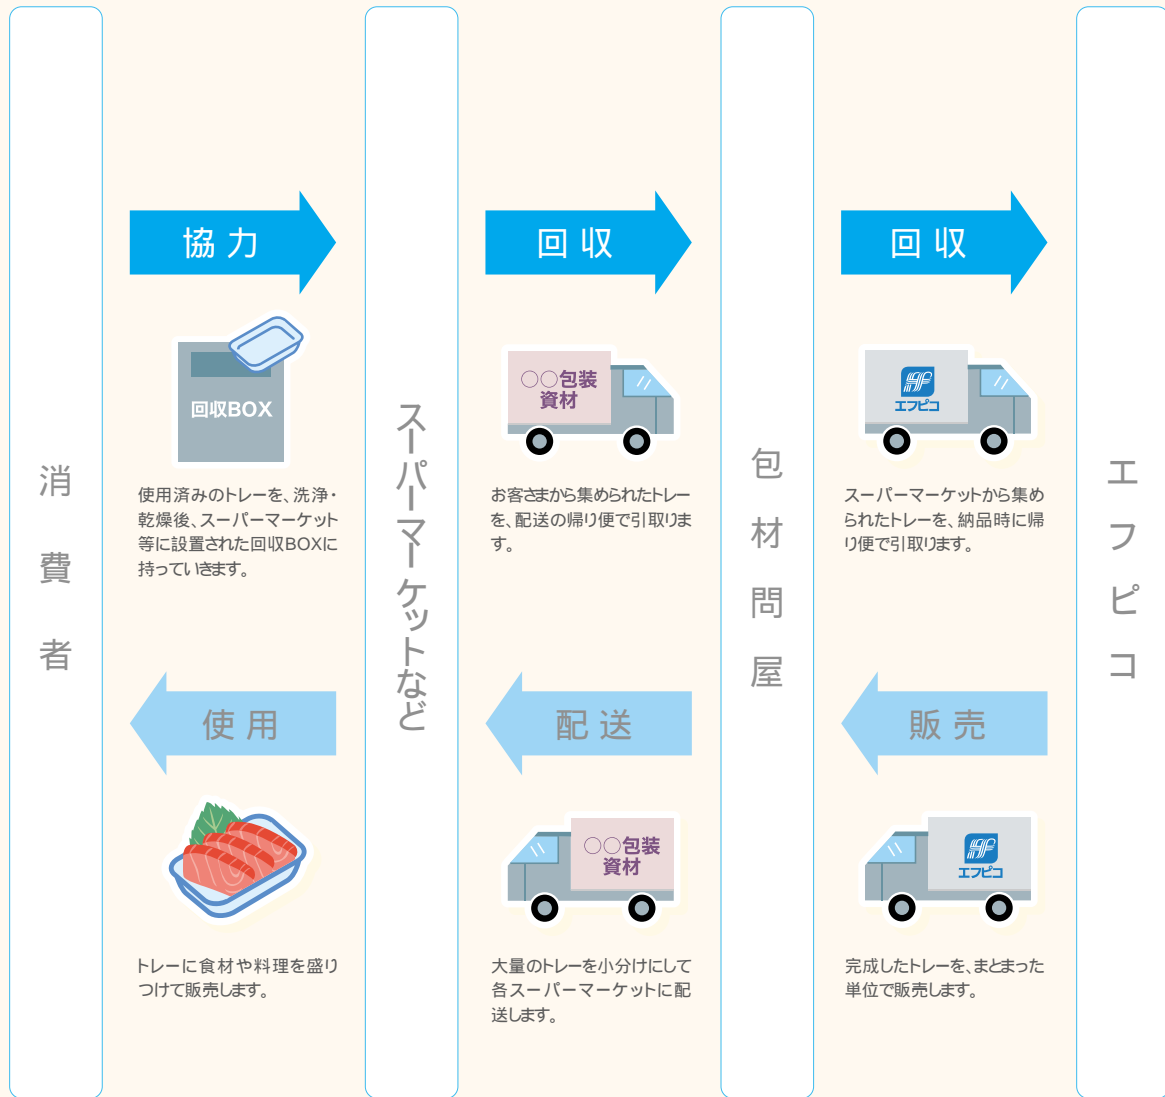 消費者
協力
回収BOX
使用済みのトレーを、洗浄・
乾燥後、スーパーマーケット
等に設置された回収BOXに
持っていきます。
使用
トレーに食材や料理を盛り
つけて販売します。
スーパーマーケットなど
回収
○○包装
資材
お客さまから集められたトレー
を、配送の帰り便で引取りま
す。
配送
○○包装
資材
大量のトレーを小分けにして
各スーパーマーケットに配
送します。
包材問屋
回収
エフピコ
スーパーマーケットから集め
られたトレーを、納品時に帰
り便で引取ります。
販売
エフピコ
完成したトレーを、まとまった
単位で販売します。
エフピコ